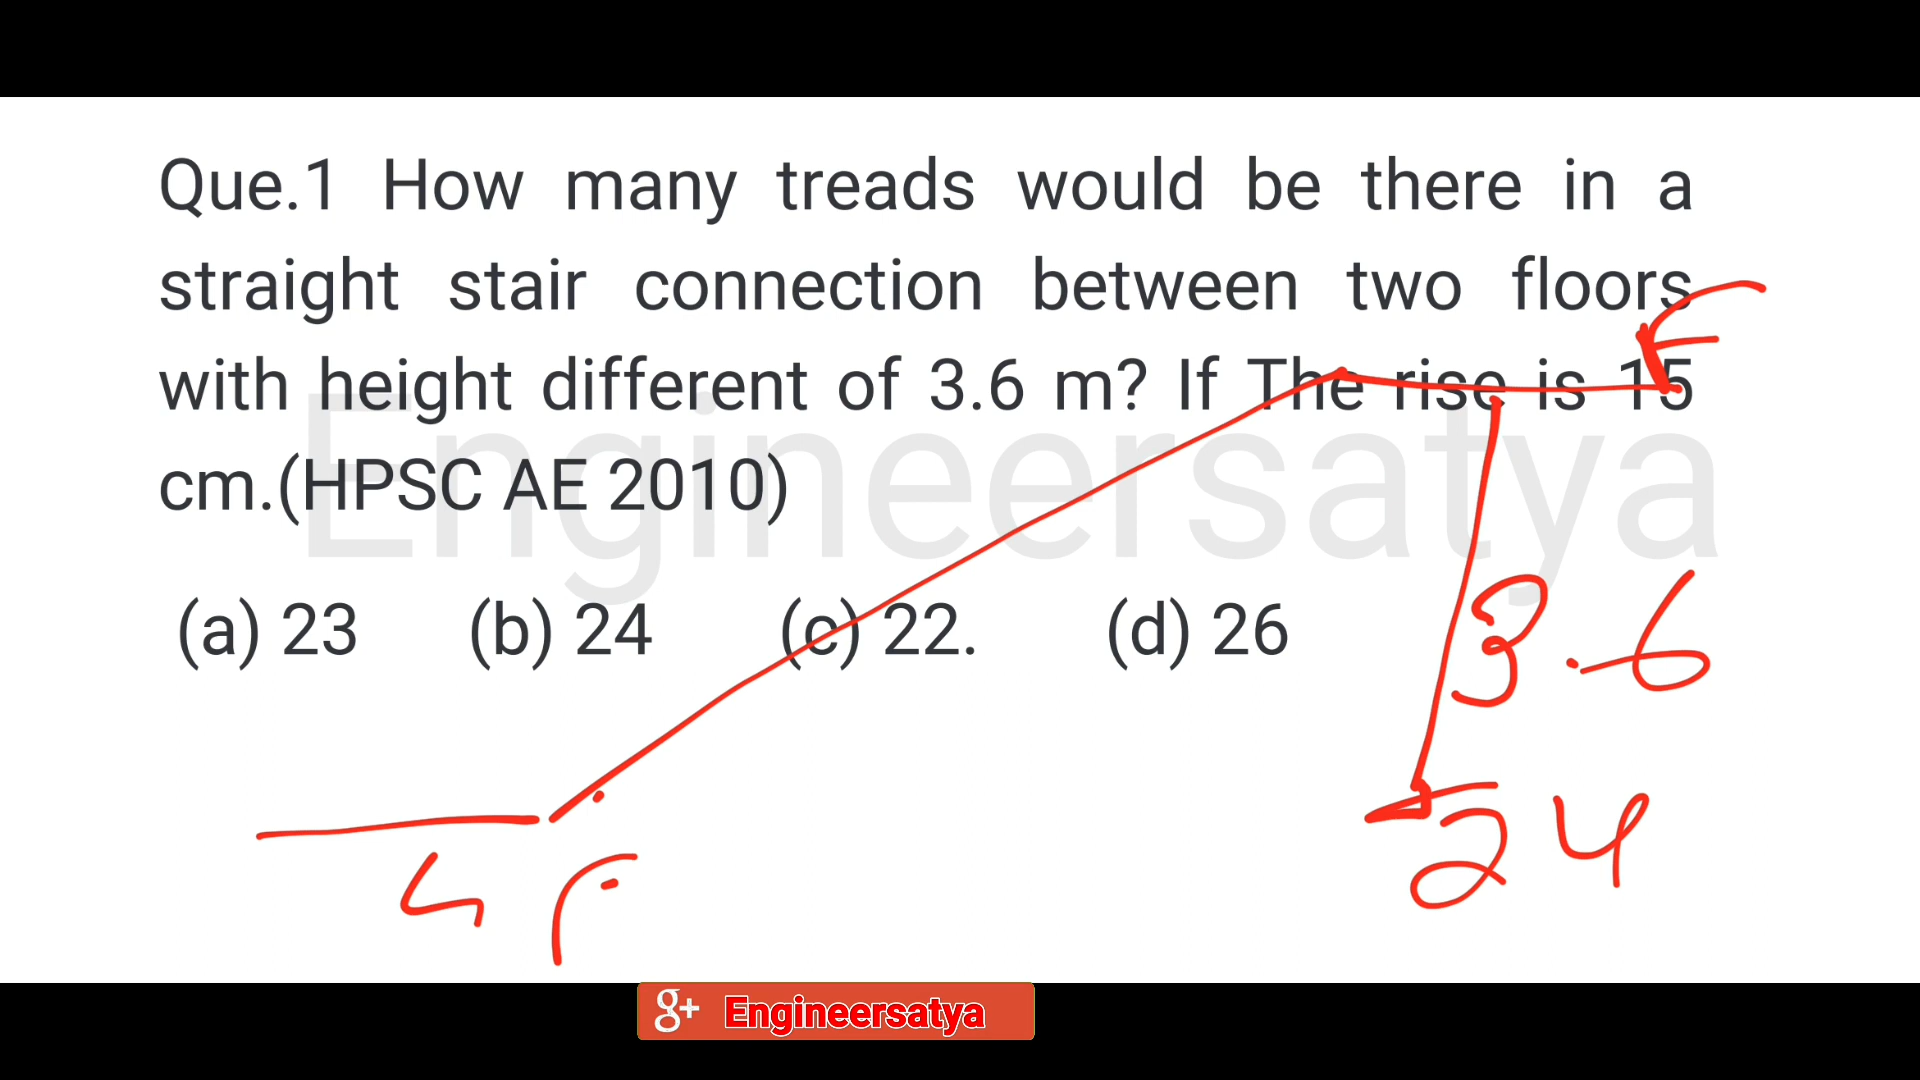 Que.1 How many treads would be there in a
straight stair connection between two floors
with height different of 3.6 m? If The rise is 15
cm.(HPSC AE 2010)
Engineersatya
(a) 23 (b) 24 (c) 22. (d) 26
3.6
24
g+ Engineersatya